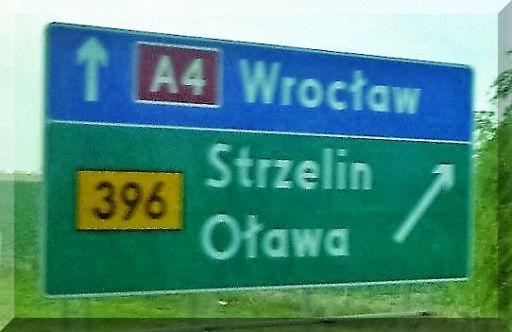 A4 Wrocław
Strzelin
396
Oława